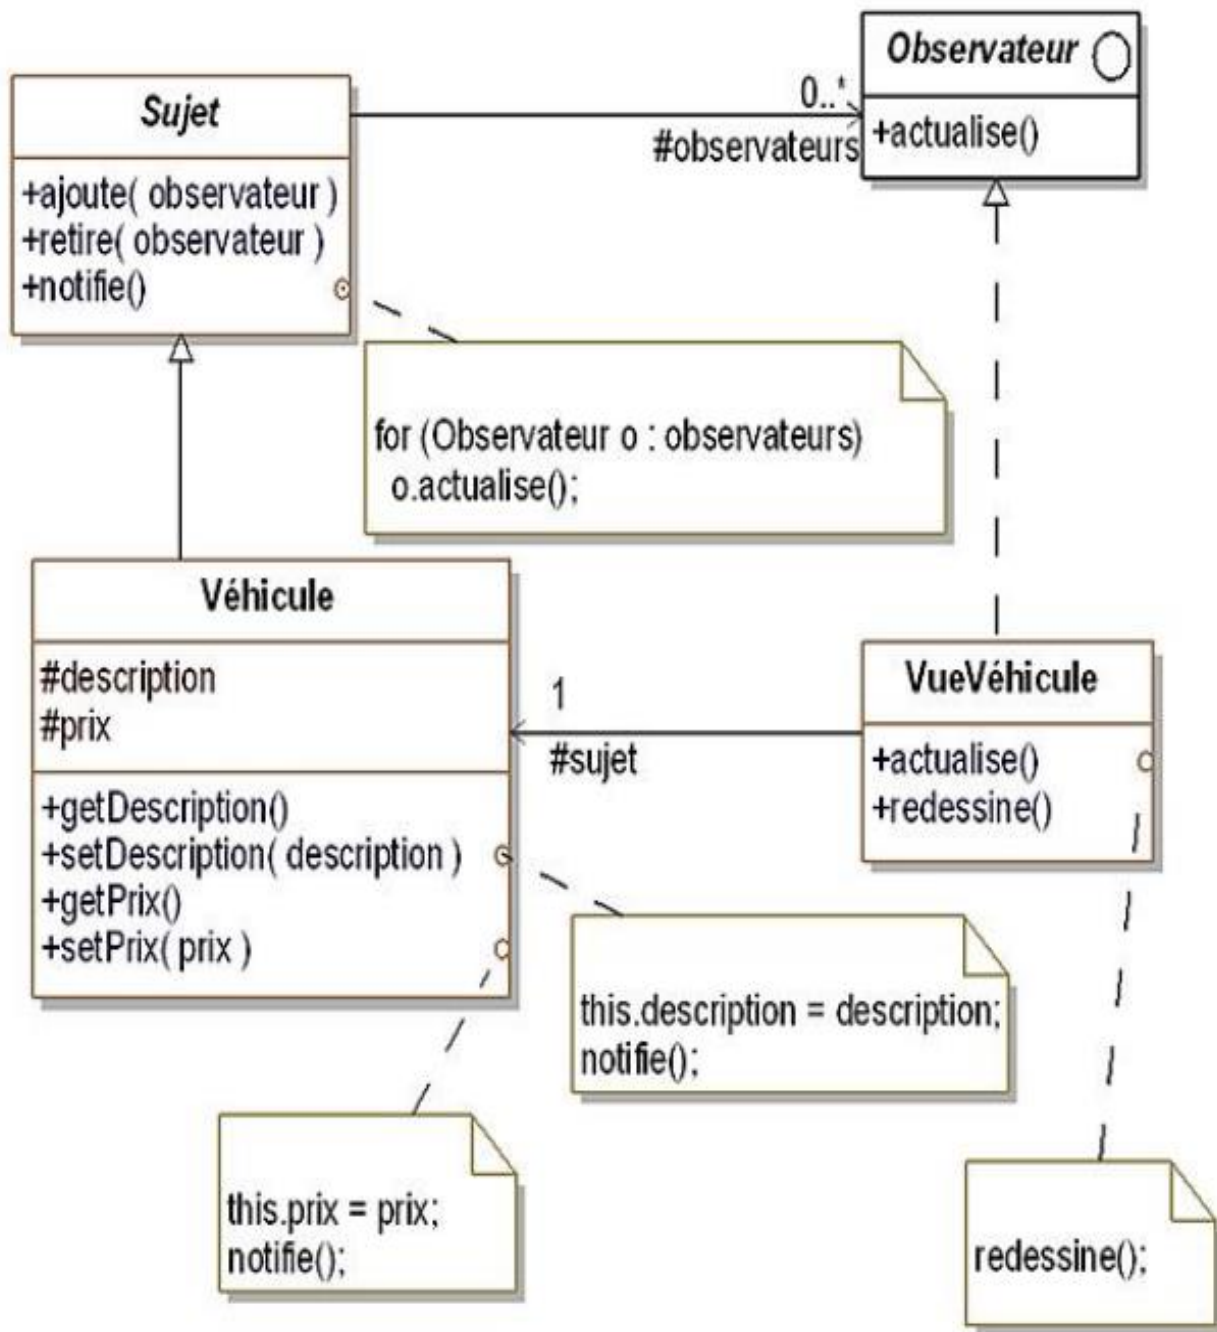 Observateur
+actualise()
0..*
#observateurs
Sujet
+ajoute( observateur )
+retire( observateur )
+notifie()
for (Observateur o : observateurs)
o.actualise();
Véhicule
#description
#prix
+getDescription()
+setDescription( description )
+getPrix()
+setPrix( prix )
1
#sujet
VueVéhicule
+actualise()
+redessine()
this.description = description;
notifie();
this.prix = prix;
notifie();
redessine();